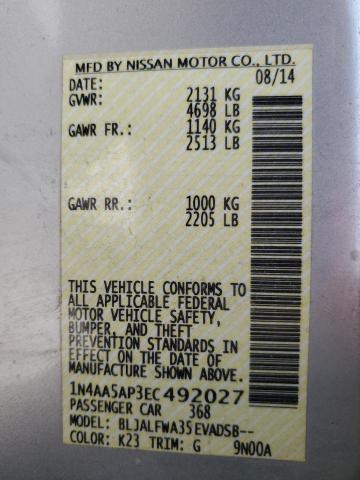 MFD BY NISSAN MOTOR CO., LTD.
DATE: 08/14
GVWR: 2131 KG
4698 LB
GAWR FR.: 1140 KG
2513 LB
GAWR RR.: 1000 KG
2205 LB
THIS VEHICLE CONFORMS TO
ALL APPLICABLE FEDERAL
MOTOR VEHICLE SAFETY,
BUMPER, AND THEFT
PREVENTION STANDARDS IN
EFFECT ON THE DATE OF
MANUFACTURE SHOWN ABOVE.
1N4AA5AP3EC492027
PASSENGER CAR 368
BLJALFWA35EVADSB--
COLOR: K23 TRIM: G 9N00A